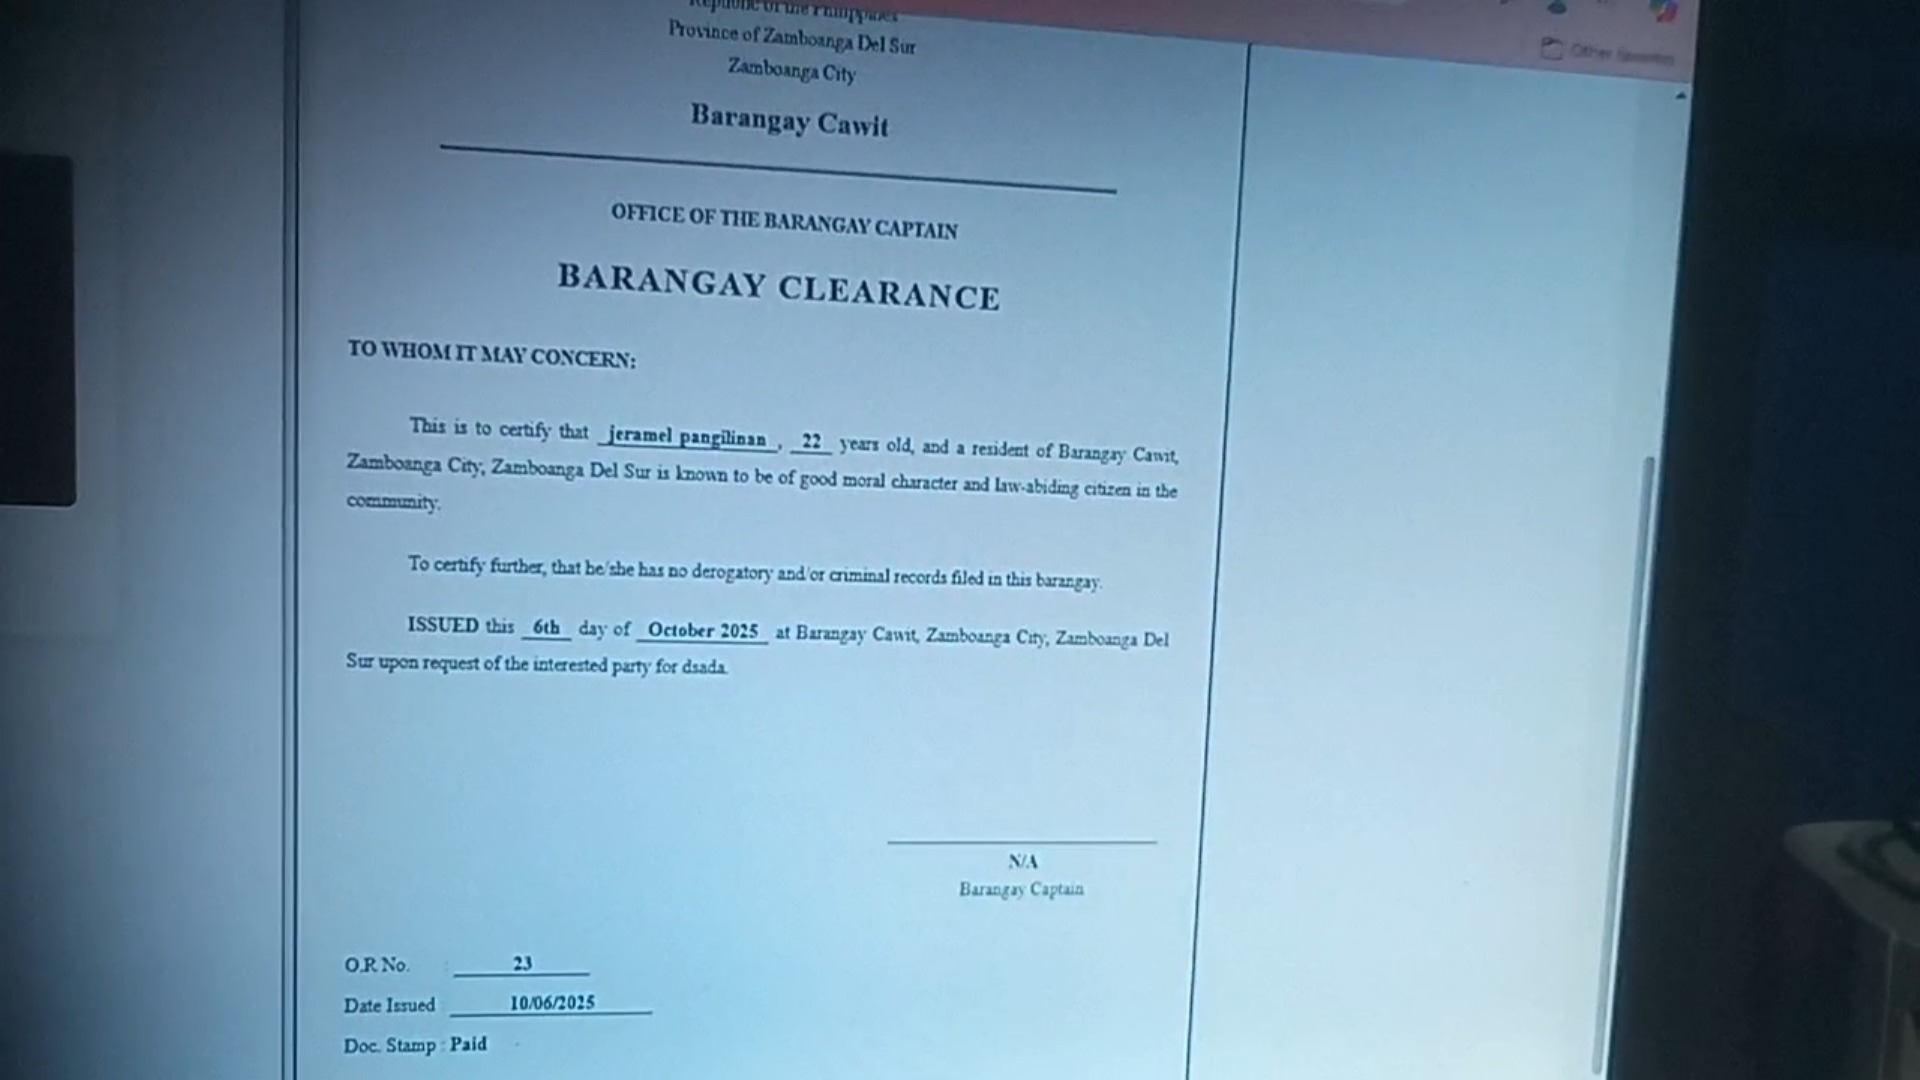 Republic of the Philippines
Province of Zamboanga Del Sur
Zamboanga City
Other favorites
Barangay Cawit
OFFICE OF THE BARANGAY CAPTAIN
BARANGAY CLEARANCE
TO WHOM IT MAY CONCERN:
This is to certify that jeramel pangilinan , 22 years old, and a resident of Barangay Cawit,
Zamboanga City, Zamboanga Del Sur is known to be of good moral character and law-abiding citizen in the
community.
To certify further, that he/she has no derogatory and/or criminal records filed in this barangay.
ISSUED this 6th day of October 2025 at Barangay Cawit, Zamboanga City, Zamboanga Del
Sur upon request of the interested party for dsada.
N/A
Barangay Captain
O.R No. : 23
Date Issued 10/06/2025
Doc. Stamp : Paid